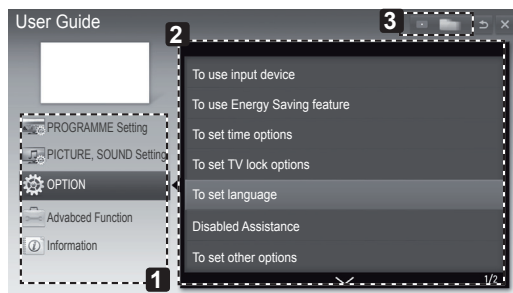 User Guide
3
2
To use input device
To use Energy Saving feature
To set time options
To set TV lock options
To set language
Disabled Assistance
To set other options
1/2
PROGRAMME Setting
PICTURE, SOUND Setting
OPTION
Advabced Function
Information
1